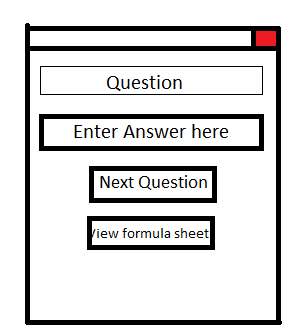 Question
Enter Answer here
Next Question
View formula sheet